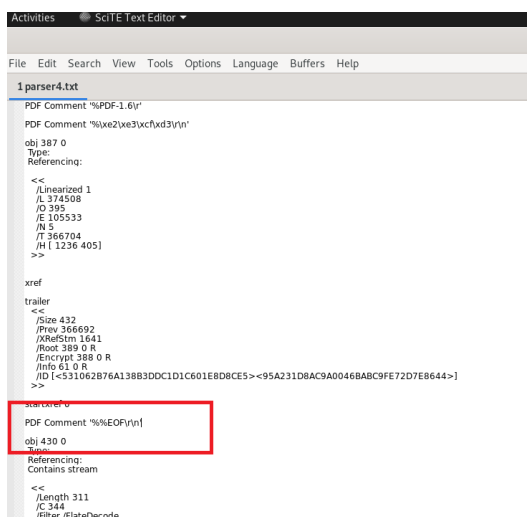 Activities SciTE Text Editor
File Edit Search View Tools Options Language Buffers Help
1 parser4.txt
PDF Comment '%PDF-1.6\r'
PDF Comment '%\xe2\xe3\xcf\xd3\r\n'
obj 387 0
Type:
Referencing:
<<
/Linearized 1
/L 374508
/O 395
/E 105533
/N 5
/T 366704
/H [ 1236 405]
>>
xref
trailer
<<
/Size 432
/Prev 366692
/XRefStm 1641
/Root 389 0 R
/Encrypt 388 0 R
/Info 61 0 R
/ID [<531062B76A138B3DDC1D1C601E8D8CE5><95A231D8AC9A0046BABC9FE72D7E8644>]
>>
startxref 0
PDF Comment '%%EOF\r\n'
obj 430 0
Type:
Referencing:
Contains stream
<<
/Length 311
/C 344
/Filter /FlateDecode